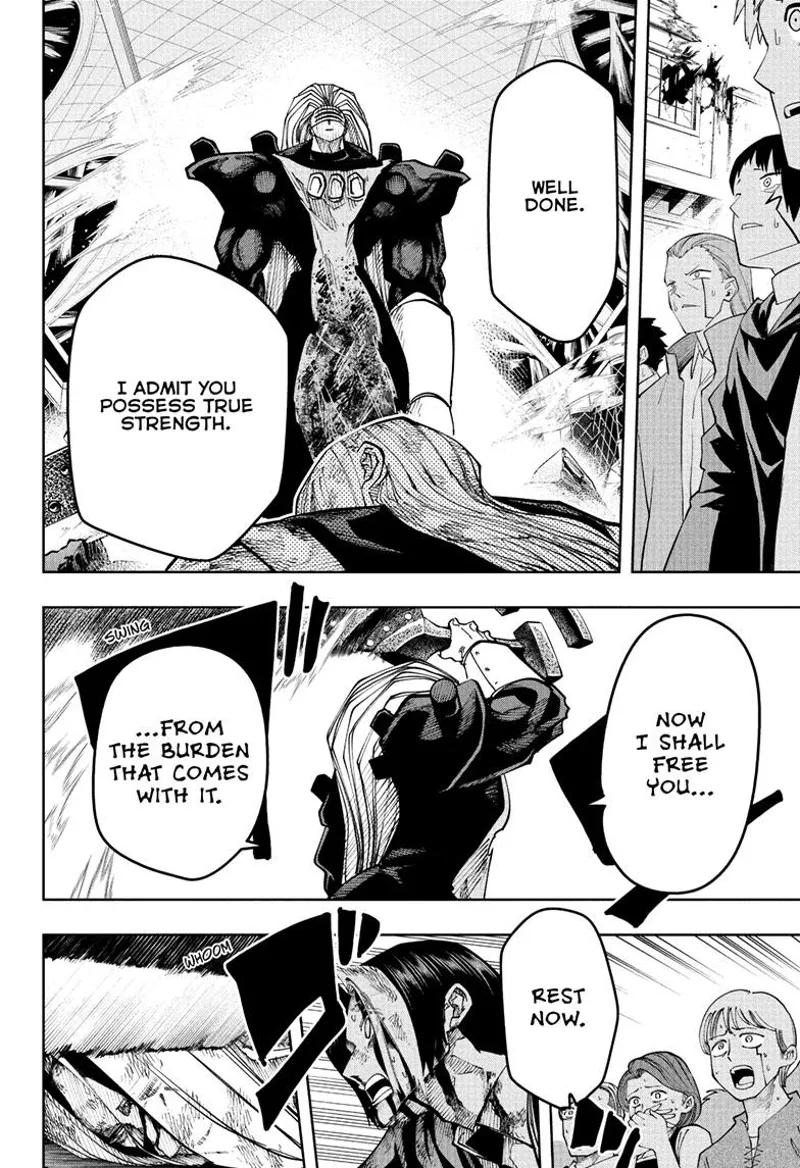 WELL
DONE.
I ADMIT YOU
POSSESS TRUE
STRENGTH.
NOW
I SHALL
FREE
YOU...
SWING
...FROM
THE BURDEN
THAT COMES
WITH IT.
REST
NOW.
WHOOM